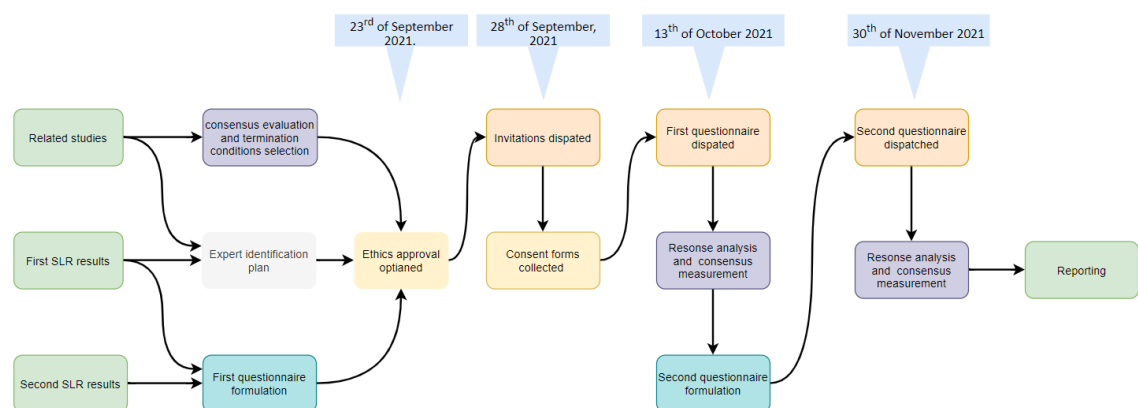 23rd of September
2021.
28th of September,
2021
13th of October 2021
30th of November 2021
Related studies
consensus evaluation
and termination
conditions selection
Invitations dispated
First questionnaire
dispated
Second questionnaire
dispatched
First SLR results
Expert identification
plan
Ethics approval
optianed
Consent forms
collected
Resonse analysis
and consensus
measurement
Resonse analysis
and consensus
measurement
Reporting
Second SLR results
First questionnaire
formulation
Second questionnaire
formulation